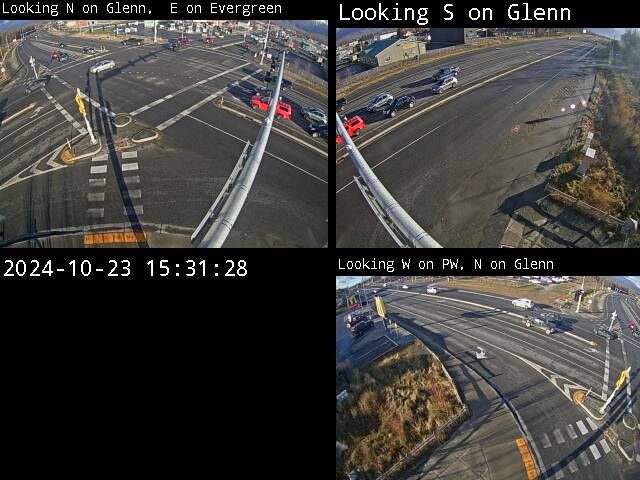 Looking N on Glenn,  E on Evergreen
Looking S on Glenn
2024-10-23 15:31:28
Looking W on PW, N on Glenn